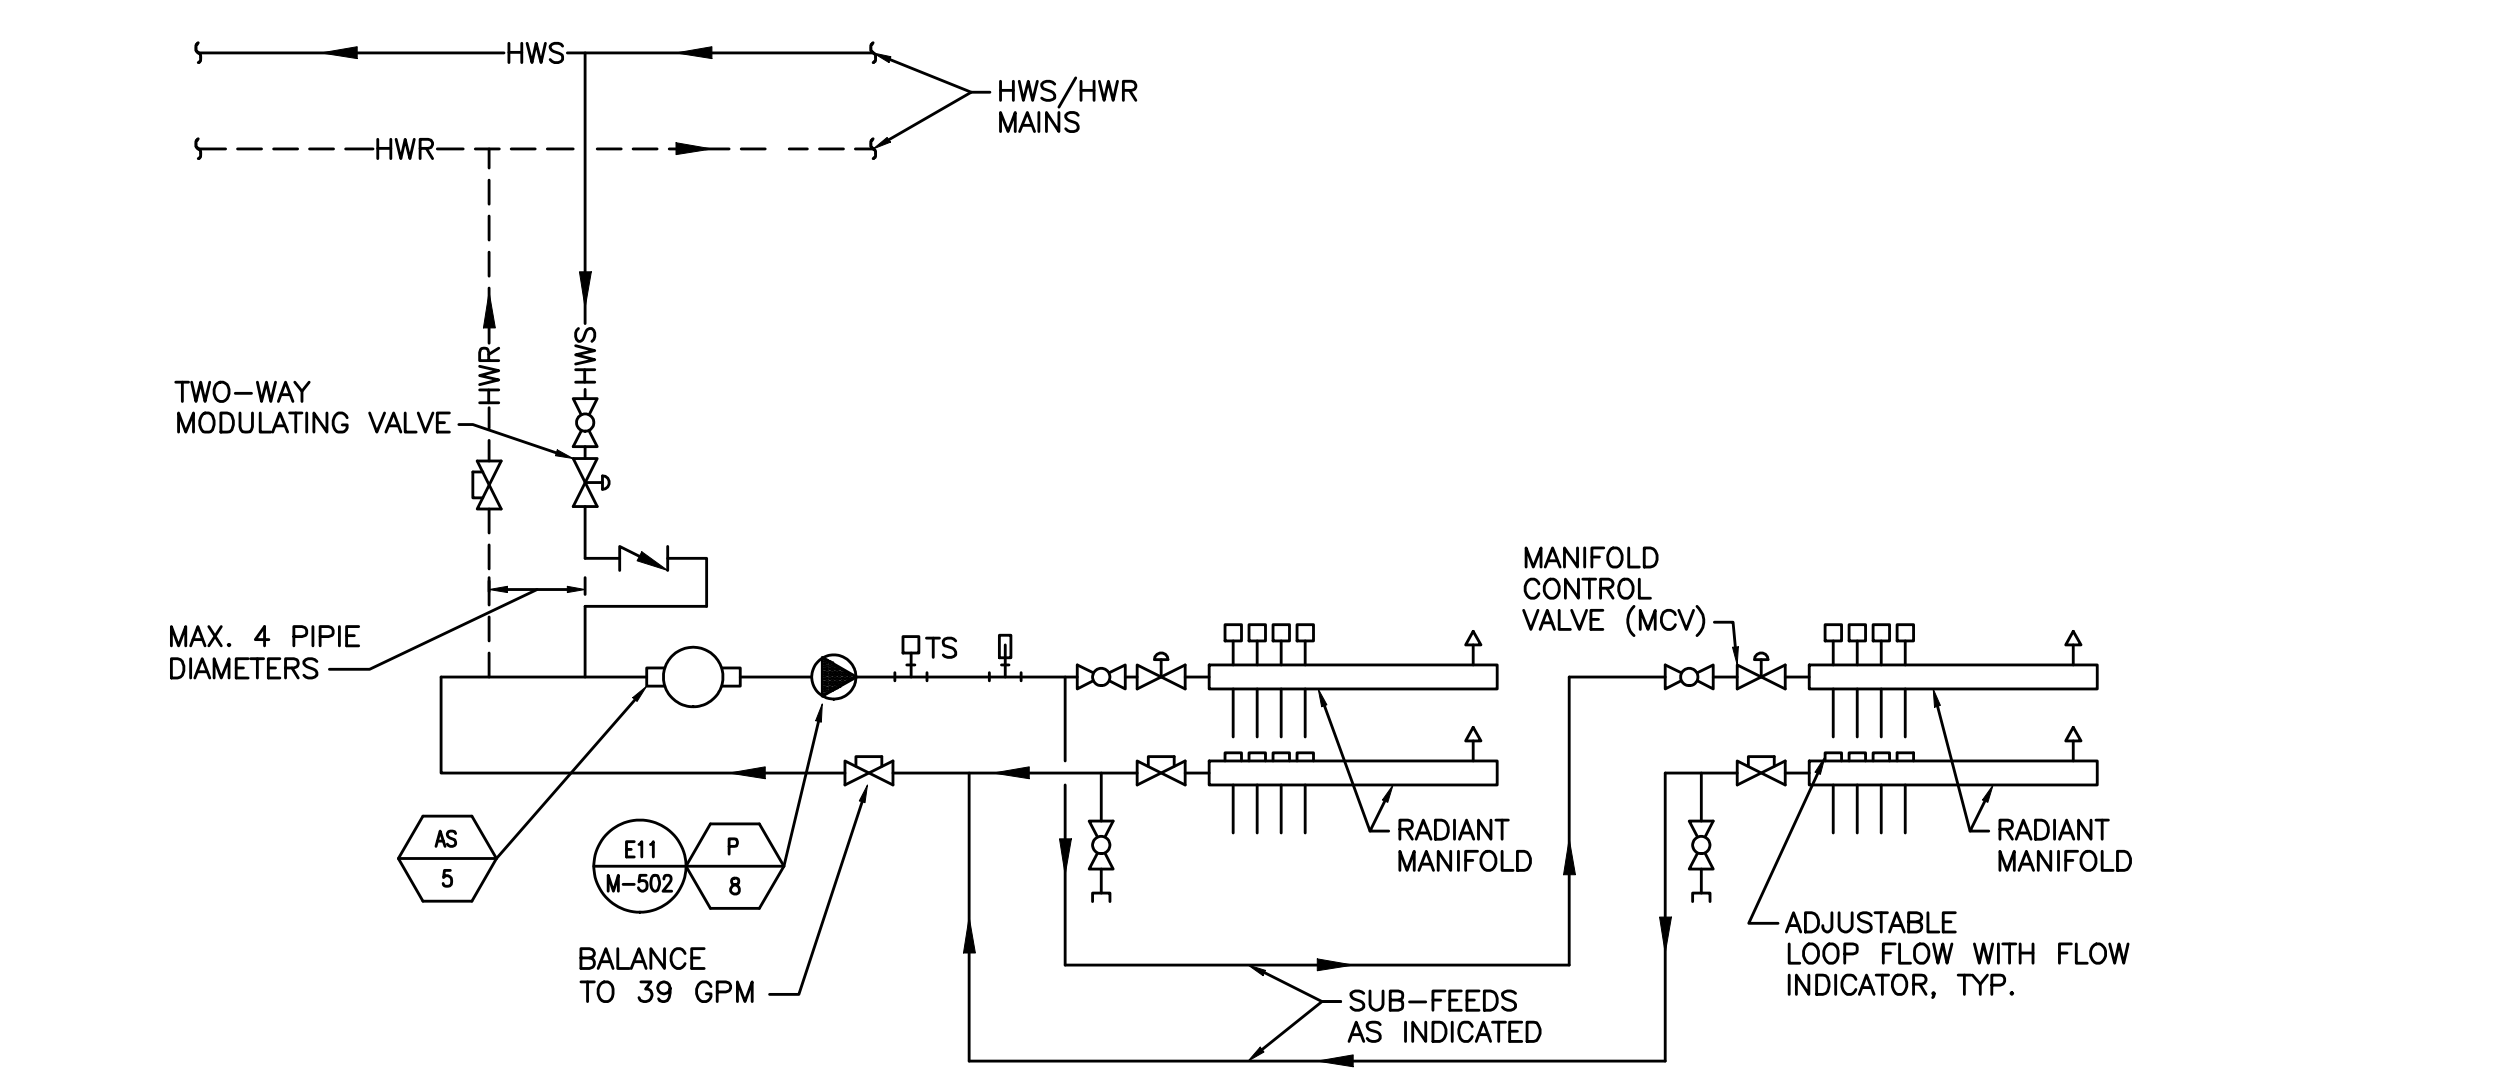 HWS
HWS/HWR
MAINS
HWR
HWR
HWS
TWO-WAY
MODULATING VALVE
MAX. 4 PIPIE
DIAMETERS
TS
MANIFOLD
CONTROL
VALVE (MCV)
AS
5
E11
M-502
P
8
BALANCE
TO 39 GPM
RADIANT
MANIFOLD
RADIANT
MANIFOLD
ADJUSTABLE
LOOP FLOW WITH FLOW
INDICATOR, TYP.
SUB-FEEDS
AS INDICATED